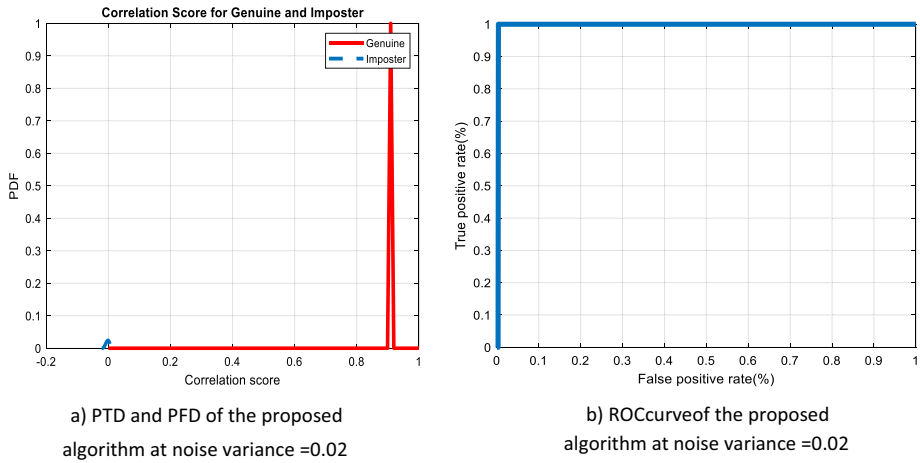 Correlation Score for Genuine and Imposter
1
0.9
0.8
0.7
0.6
0.5
0.4
0.3
0.2
0.1
0
PDF
Genuine
Imposter
-0.2 0 0.2 0.4 0.6 0.8 1
Correlation score
a) PTD and PFD of the proposed
algorithm at noise variance =0.02
1
0.9
0.8
0.7
0.6
0.5
0.4
0.3
0.2
0.1
0
True positive rate(%)
0 0.1 0.2 0.3 0.4 0.5 0.6 0.7 0.8 0.9 1
False positive rate(%)
b) ROCcurveof the proposed
algorithm at noise variance =0.02